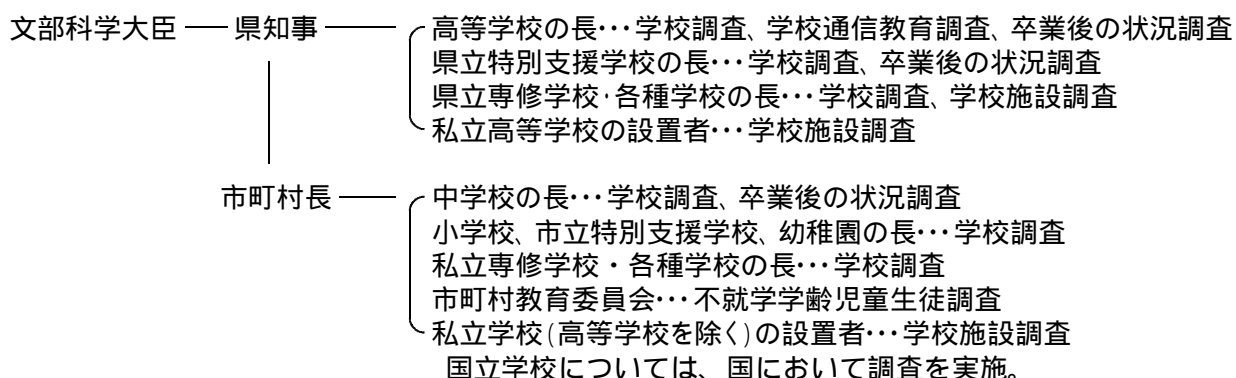 文部科学大臣 県知事 高等学校の長･･･学校調査、学校通信教育調査、卒業後の状況調査
県立特別支援学校の長･･･学校調査、卒業後の状況調査
県立専修学校･各種学校の長･･･学校調査、学校施設調査
私立高等学校の設置者･･･学校施設調査
市町村長 中学校の長･･･学校調査、卒業後の状況調査
小学校、市立特別支援学校、幼稚園の長･･･学校調査
私立専修学校・各種学校の長･･･学校調査
市町村教育委員会･･･不就学学齢児童生徒調査
私立学校(高等学校を除く)の設置者･･･学校施設調査
国立学校については、国において調査を実施。